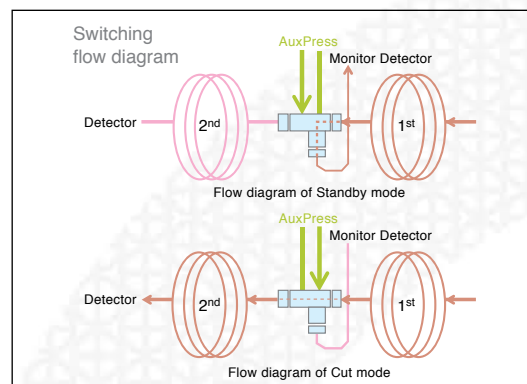 Switching
flow diagram
AuxPress
Monitor Detector
Detector
2nd
1st
Flow diagram of Standby mode
AuxPress
Monitor Detector
Detector
2nd
1st
Flow diagram of Cut mode